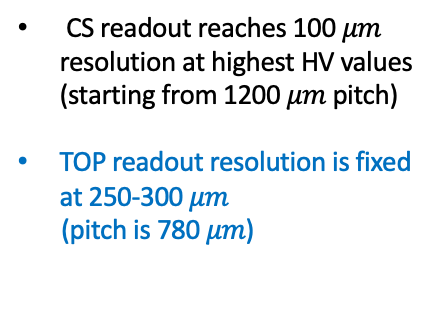 • CS readout reaches 100 𝜇𝑚
resolution at highest HV values
(starting from 1200 𝜇𝑚 pitch)
• TOP readout resolution is fixed
at 250-300 𝜇𝑚
(pitch is 780 𝜇𝑚)